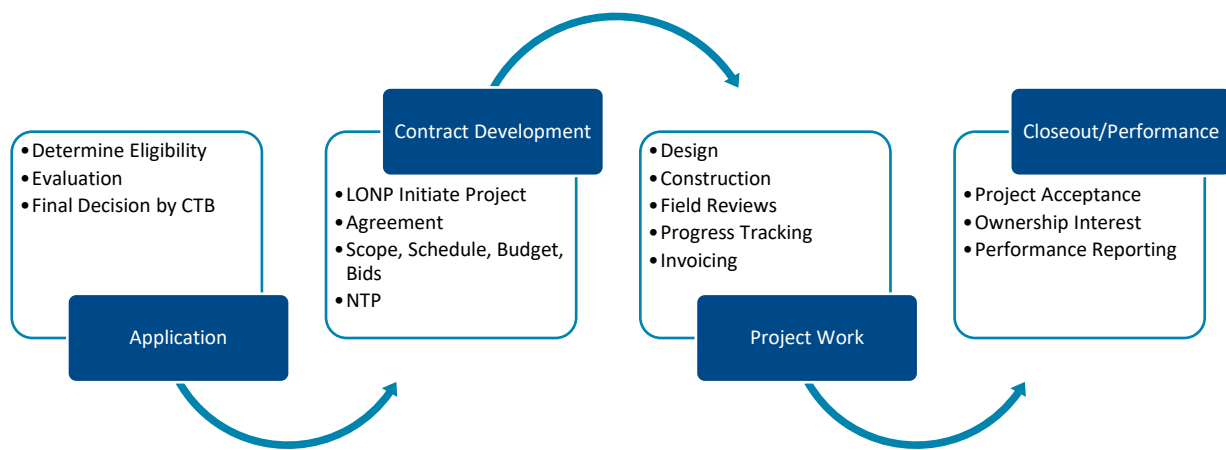 • Determine Eligibility
• Evaluation
• Final Decision by CTB
Application
Contract Development
• LONP Initiate Project
• Agreement
• Scope, Schedule, Budget,
Bids
• NTP
• Design
• Construction
• Field Reviews
• Progress Tracking
• Invoicing
Project Work
Closeout/Performance
• Project Acceptance
• Ownership Interest
• Performance Reporting